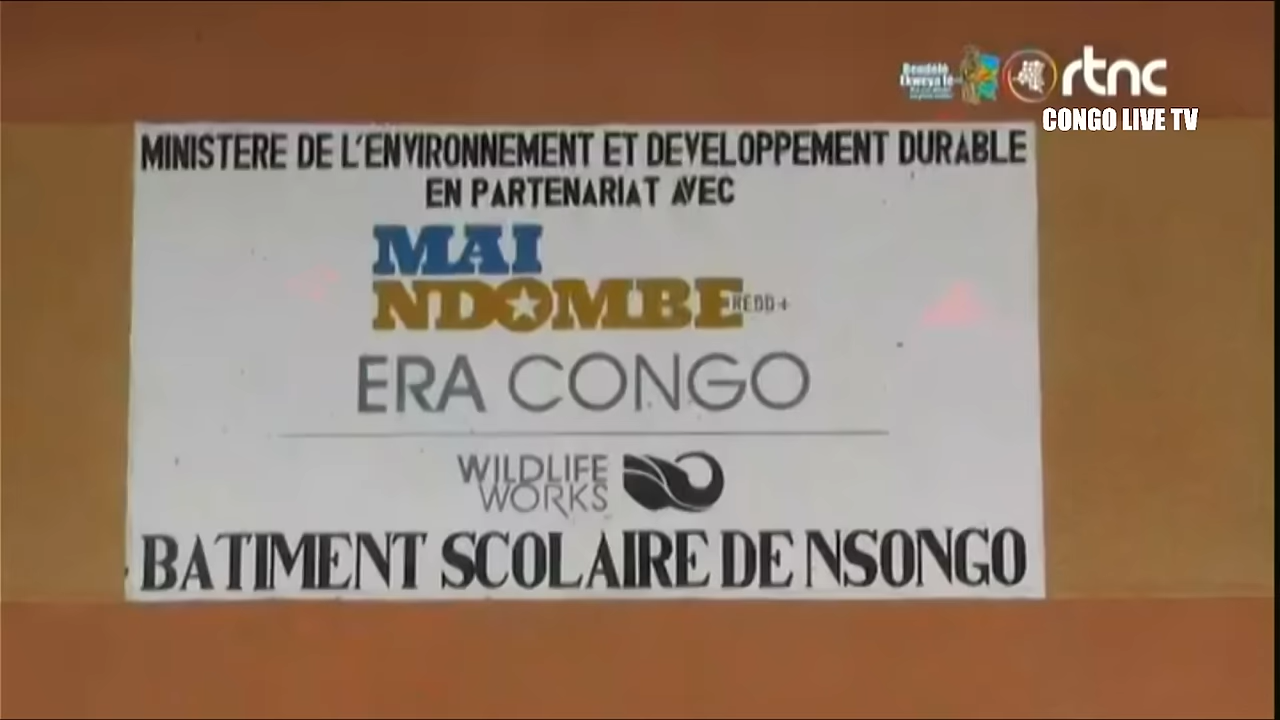 rtnc
CONGO LIVE TV
MINISTERE DE L'ENVIRONNEMENT ET DEVELOPPEMENT DURABLE
EN PARTENARIAT AVEC
MAI
NDOMBE REDD+
ERA CONGO
WILDLIFE
WORKS
BATIMENT SCOLAIRE DE NSONGO